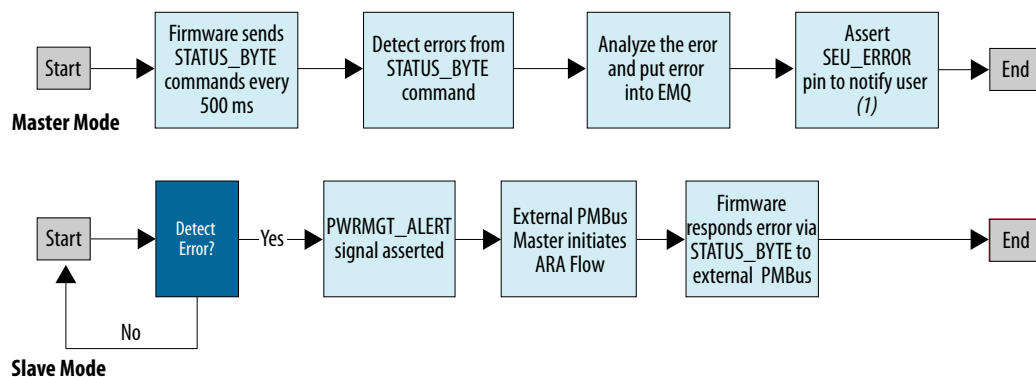 Start
Firmware sends
STATUS_BYTE
commands every
500 ms
Detect errors from
STATUS_BYTE
command
Analyze the eror
and put error
into EMQ
Assert
SEU_ERROR
pin to notify user
(1)
End
Master Mode
Start
Detect
Error?
Yes
PWRMGT_ALERT
signal asserted
External PMBus
Master initiates
ARA Flow
Firmware
responds error via
STATUS_BYTE to
external PMBus
End
No
Slave Mode